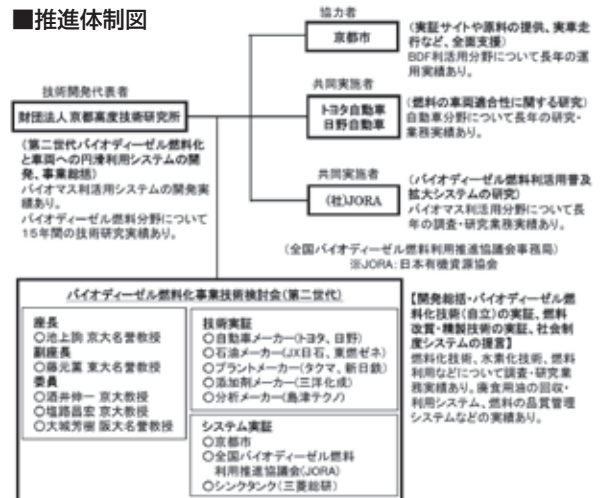 ■推進体制図
協力者
京都市
(実証サイトや原料の提供、実車走
行など、全面支援)
BDF利活用分野について長年の運
用実績あり。
技術開発代表者
財団法人京都高度技術研究所
(第二世代バイオディーゼル燃料化
と車両への円滑利用システムの開
発、事業総括)
バイオマス利活用システムの開発実
績あり。
バイオディーゼル燃料分野について
15年間の技術研究実績あり。
共同実施者
トヨタ自動車
日野自動車
(燃料の車両適合性に関する研究)
自動車分野について長年の研究・
業務実績あり。
共同実施者
(社)JORA
(バイオディーゼル燃料利活用普及
拡大システムの研究)
バイオマス利活用分野について長
年の調査・研究業務実績あり。
(全国バイオディーゼル燃料利用推進協議会事務局)
※JORA:日本有機資源協会
バイオディーゼル燃料化事業技術検討会(第二世代)
座長
○池上詢 京大名誉教授
副座長
○藤元薫 東大名誉教授
委員
○酒井伸一 京大教授
○塩路昌宏 京大教授
○大城芳樹 阪大名誉教授
技術実証
○自動車メーカー(トヨタ、日野)
○石油メーカー(JX日石、東燃ゼネ)
○プラントメーカー(タクマ、新日鉄)
○添加剤メーカー(三洋化成)
○分析メーカー(島津テクノ)
システム実証
○京都市
○全国バイオディーゼル燃料
利用推進協議会(JORA)
○シンクタンク(三菱総研)
【開発総括・バイオディーゼル燃
料化技術(自立)の実証、燃料
改質・精製技術の実証、社会制
度システムの提言】
燃料化技術、水素化技術、燃料
利用などについて調査・研究業
務実績あり。廃食用油の回収・
利用システム、燃料の品質管理
システムなどの実績あり。